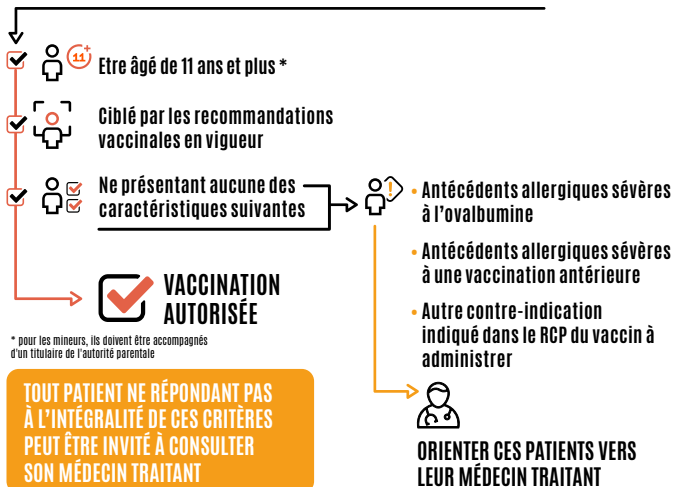 11+
Etre âgé de 11 ans et plus *
Ciblé par les recommandations
vaccinales en vigueur
Ne présentant aucune des
caractéristiques suivantes
• Antécédents allergiques sévères
à l'ovalbumine
• Antécédents allergiques sévères
à une vaccination antérieure
• Autre contre-indication
indiqué dans le RCP du vaccin à
administrer
VACCINATION
AUTORISÉE
* pour les mineurs, ils doivent être accompagnés
d'un titulaire de l'autorité parentale
TOUT PATIENT NE RÉPONDANT PAS
À L'INTÉGRALITÉ DE CES CRITÈRES
PEUT ÊTRE INVITÉ À CONSULTER
SON MÉDECIN TRAITANT
ORIENTER CES PATIENTS VERS
LEUR MÉDECIN TRAITANT